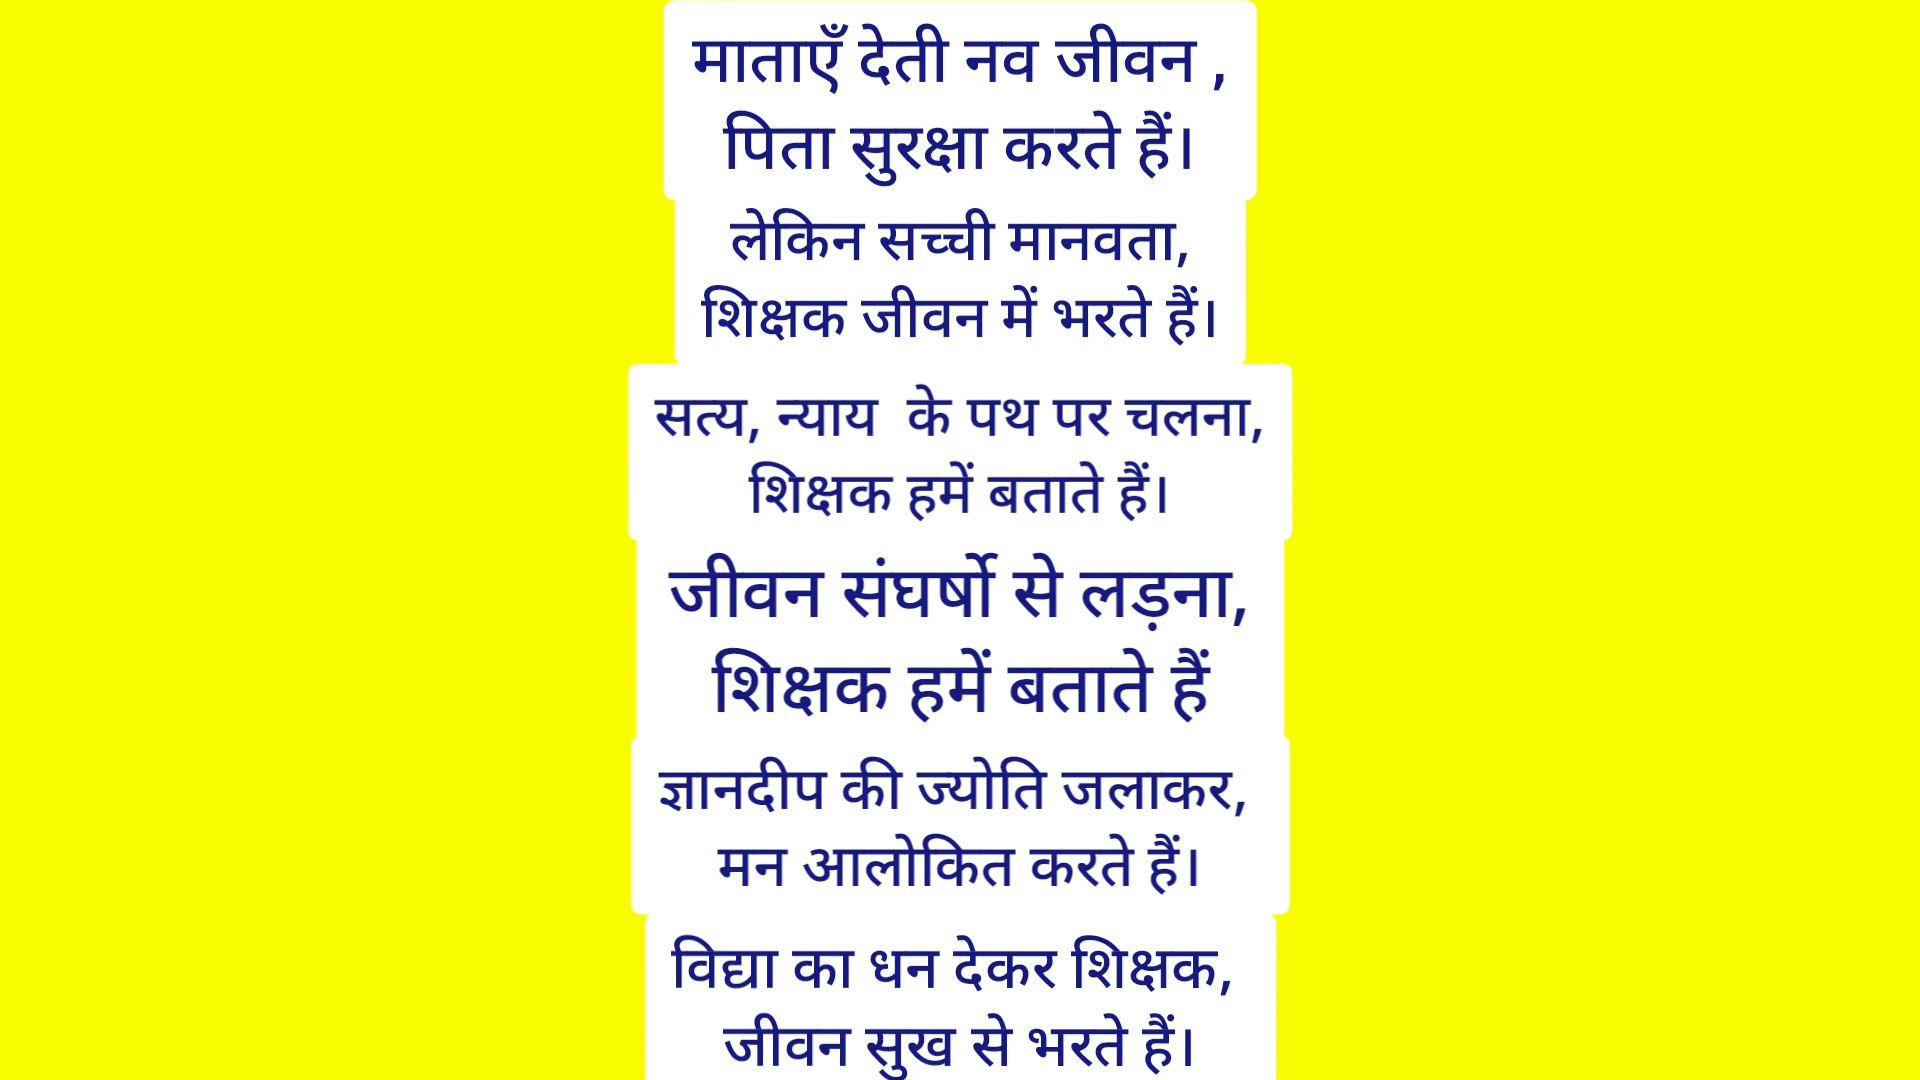 माताएँ देती नव जीवन ,
पिता सुरक्षा करते हैं।
लेकिन सच्ची मानवता,
शिक्षक जीवन में भरते हैं।
सत्य, न्याय  के पथ पर चलना,
शिक्षक हमें बताते हैं।
जीवन संघर्षो से लड़ना,
शिक्षक हमें बताते हैं
ज्ञानदीप की ज्योति जलाकर,
मन आलोकित करते हैं।
विद्या का धन देकर शिक्षक,
जीवन सुख से भरते हैं।